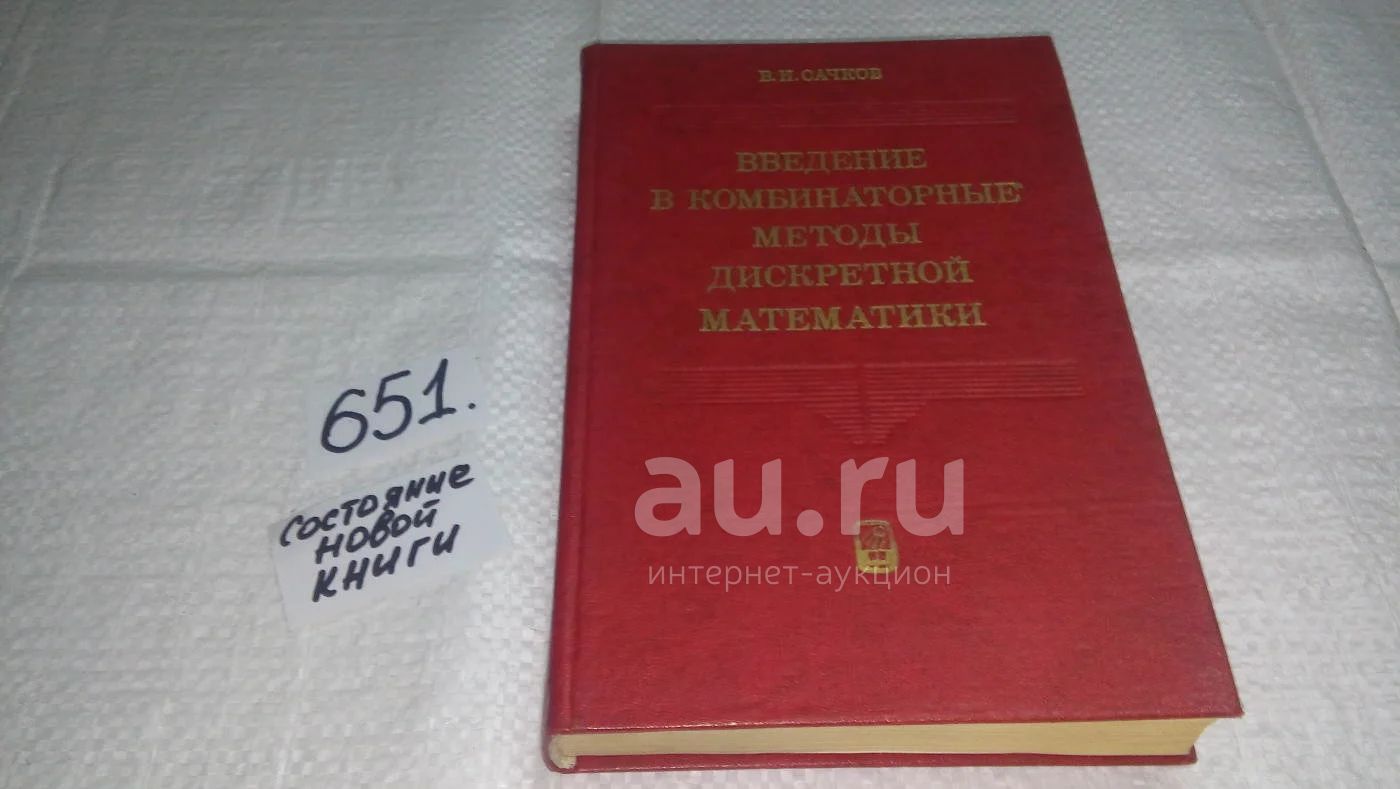 В. И. САЧКОВ
ВВЕДЕНИЕ
В КОМБИНАТОРНЫЕ
МЕТОДЫ
ДИСКРЕТНОЙ
МАТЕМАТИКИ
651.
состояние
новой
книги
au.ru
интернет-аукцион